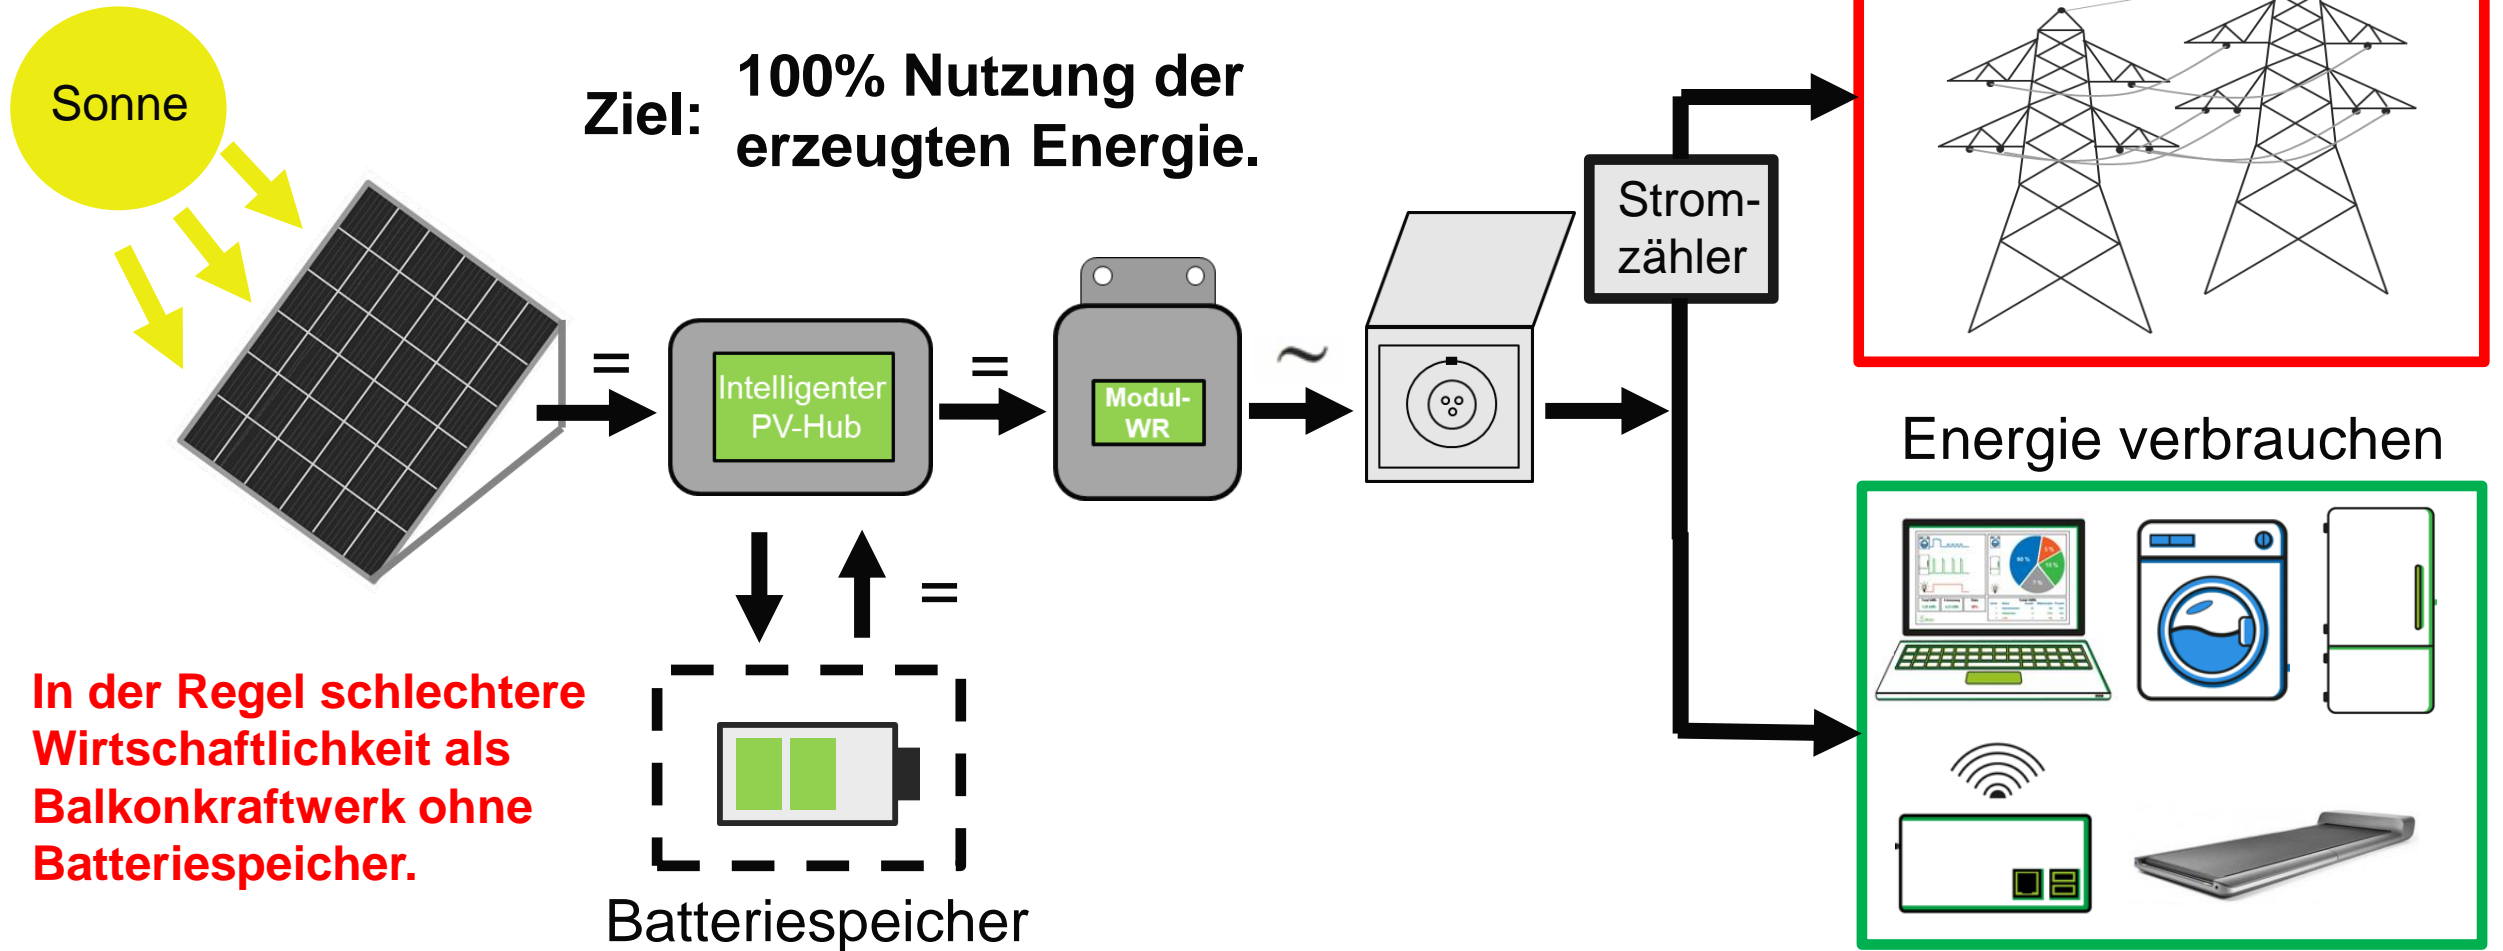 Sonne
Ziel:
100% Nutzung der
erzeugten Energie.
Strom-
zähler
=
Intelligenter
PV-Hub
=
Modul-
WR
~
Energie verbrauchen
=
In der Regel schlechtere
Wirtschaftlichkeit als
Balkonkraftwerk ohne
Batteriespeicher.
Batteriespeicher